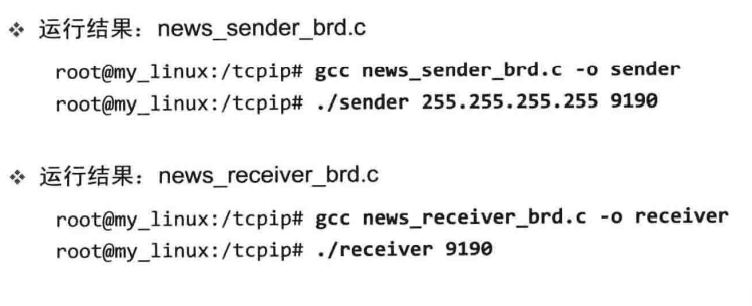 ❖ 运行结果：news_sender_brd.c
root@my_linux:/tcpip# gcc news_sender_brd.c -o sender
root@my_linux:/tcpip# ./sender 255.255.255.255 9190
❖ 运行结果：news_receiver_brd.c
root@my_linux:/tcpip# gcc news_receiver_brd.c -o receiver
root@my_linux:/tcpip# ./receiver 9190